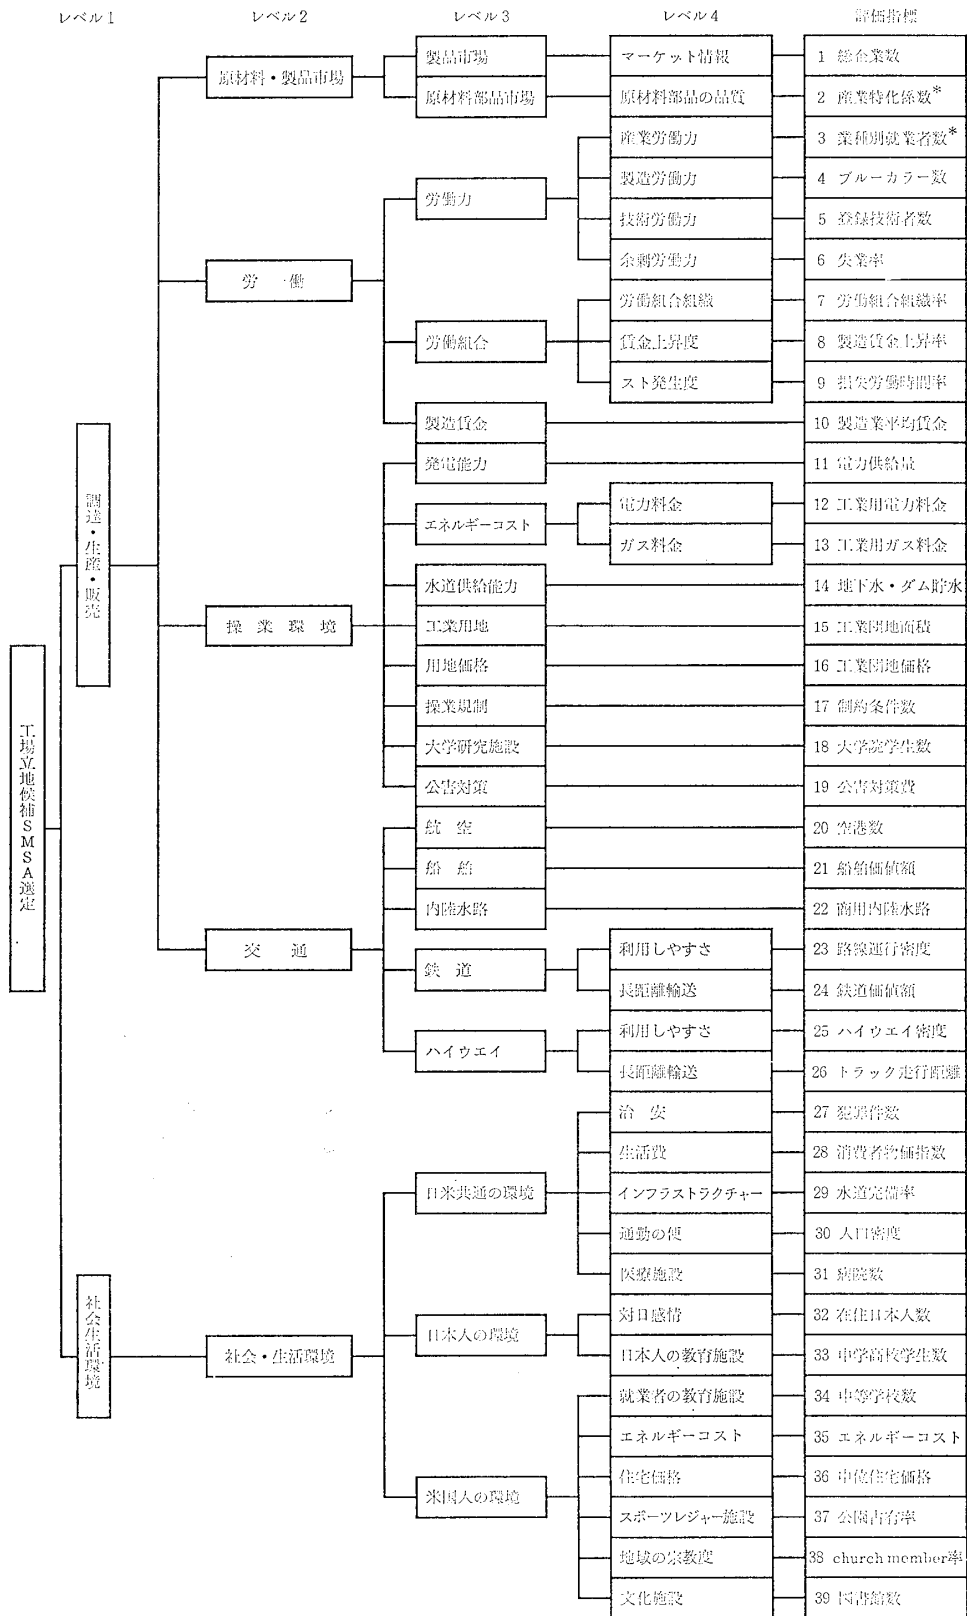 レベル1 レベル2 レベル3 レベル4 評価指標
工場立地候補SMSA選定
調達・生産・販売
原材料・製品市場
製品市場 マーケット情報 1 総企業数
原材料部品市場 原材料部品の品質 2 産業特化係数*
労働
労働力
産業労働力 3 業種別就業者数*
製造労働力 4 ブルーカラー数
技術労働力 5 登録技術者数
余剰労働力 6 失業率
労働組合
労働組合組織 7 労働組合組織率
賃金上昇度 8 製造賃金上昇率
スト発生度 9 損失労働時間率
製造賃金 10 製造業平均賃金
操業環境
発電能力 11 電力供給量
エネルギーコスト
電力料金 12 工業用電力料金
ガス料金 13 工業用ガス料金
水道供給能力 14 地下水・ダム貯水
工業用地 15 工業団地面積
用地価格 16 工業団地価格
操業規制 17 制約条件数
大学研究施設 18 大学院学生数
公害対策 19 公害対策費
交通
航空 20 空港数
船舶 21 船舶価値額
内陸水路 22 商用内陸水路
鉄道
利用しやすさ 23 路線運行密度
長距離輸送 24 鉄道価値額
ハイウエイ
利用しやすさ 25 ハイウエイ密度
長距離輸送 26 トラック走行距離
社会生活環境
社会・生活環境
日米共通の環境
治安 27 犯罪件数
生活費 28 消費者物価指数
インフラストラクチャー 29 水道完備率
通勤の便 30 人口密度
医療施設 31 病院数
日本人の環境
対日感情 32 在住日本人数
日本人の教育施設 33 中学高校学生数
米国人の環境
就業者の教育施設 34 中等学校数
エネルギーコスト 35 エネルギーコスト
住宅価格 36 中位住宅価格
スポーツレジャー施設 37 公園占有率
地域の宗教度 38 church member率
文化施設 39 図書館数